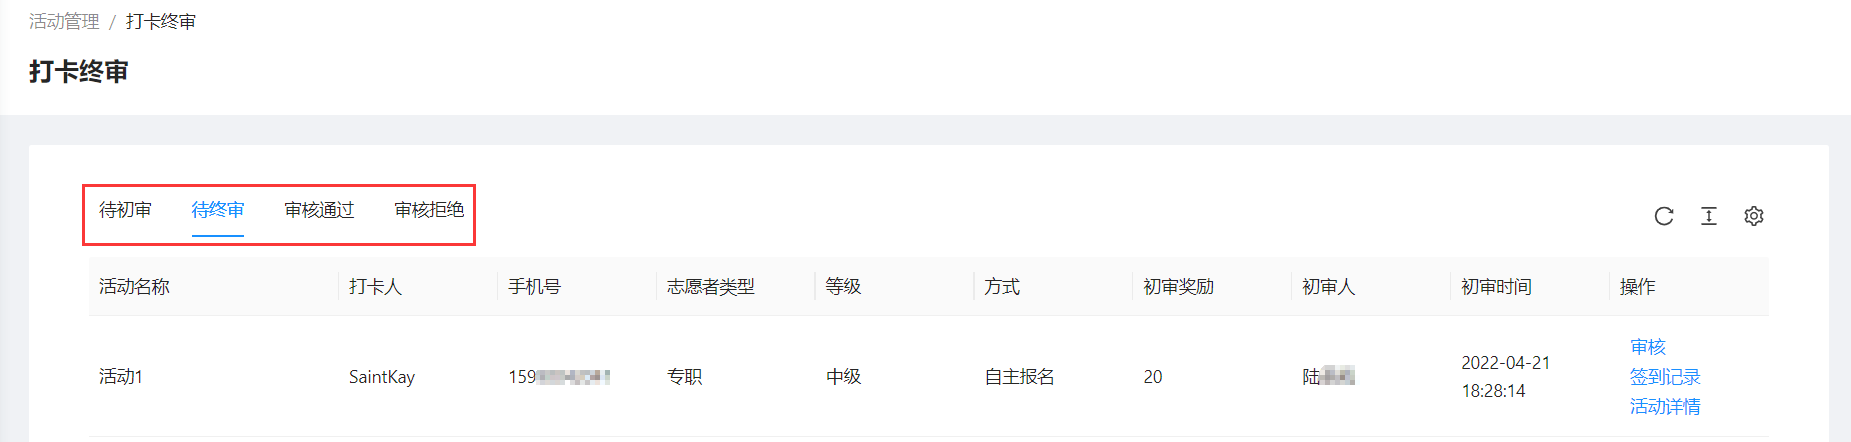 活动管理 / 打卡终审
打卡终审
待初审 待终审 审核通过 审核拒绝
活动名称 打卡人 手机号 志愿者类型 等级 方式 初审奖励 初审人 初审时间 操作
活动1 SaintKay 159 专职 中级 自主报名 20 陆 2022-04-21 18:28:14 审核
签到记录
活动详情